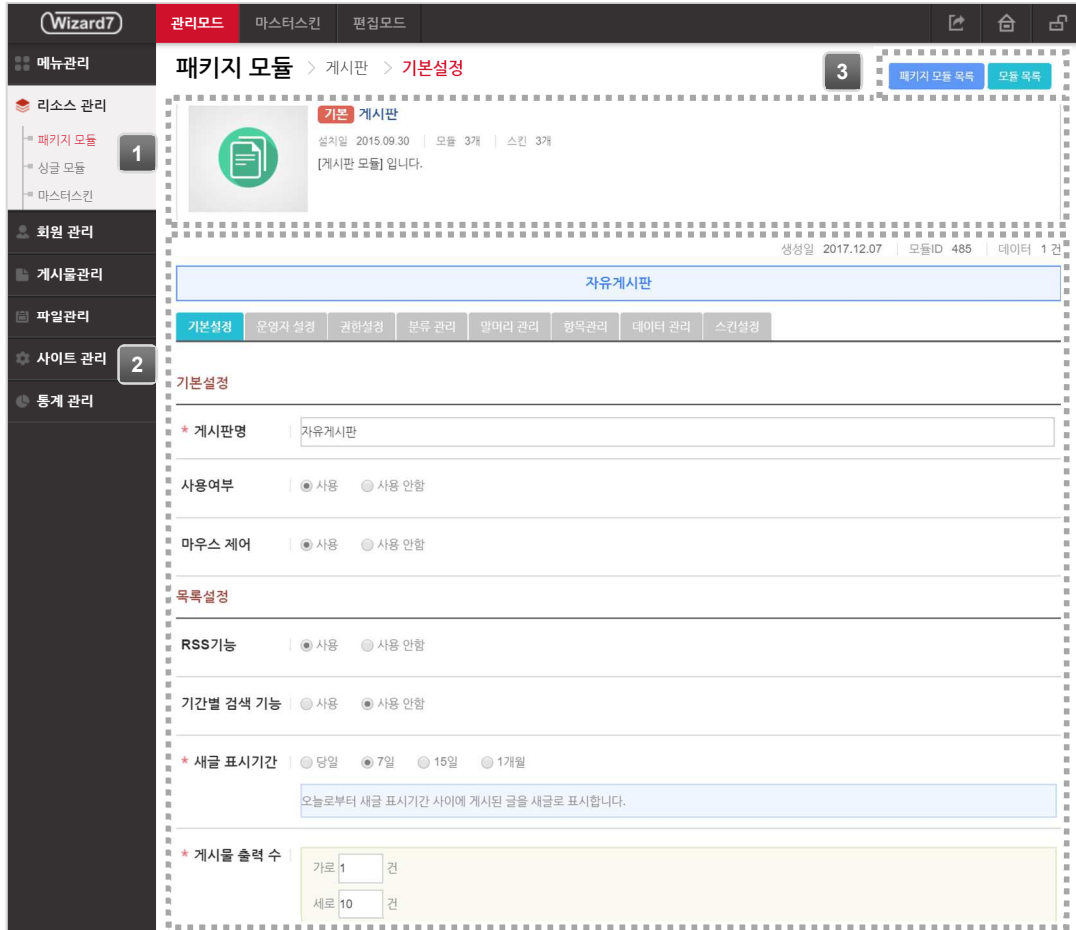 Wizard7
관리모드 마스터스킨 편집모드
메뉴관리
리소스 관리
패키지 모듈
싱글 모듈
마스터스킨
회원 관리
게시물관리
파일관리
사이트 관리
통계 관리
1
2
패키지 모듈 > 게시판 > 기본설정
3
패키지 모듈 목록 모듈 목록
기본 게시판
설치일 2015.09.30 | 모듈 3개 | 스킨 3개
[게시판 모듈] 입니다.
생성일 2017.12.07 | 모듈ID 485 | 데이터 1 건
자유게시판
기본설정 운영자 설정 권한설정 분류 관리 말머리 관리 항목관리 데이터 관리 스킨설정
기본설정
* 게시판명 자유게시판
사용여부 사용 사용 안함
마우스 제어 사용 사용 안함
목록설정
RSS기능 사용 사용 안함
기간별 검색 기능 사용 사용 안함
* 새글 표시기간 당일 7일 15일 1개월
오늘로부터 새글 표시기간 사이에 게시된 글을 새글로 표시합니다.
* 게시물 출력 수
가로 1 건
세로 10 건